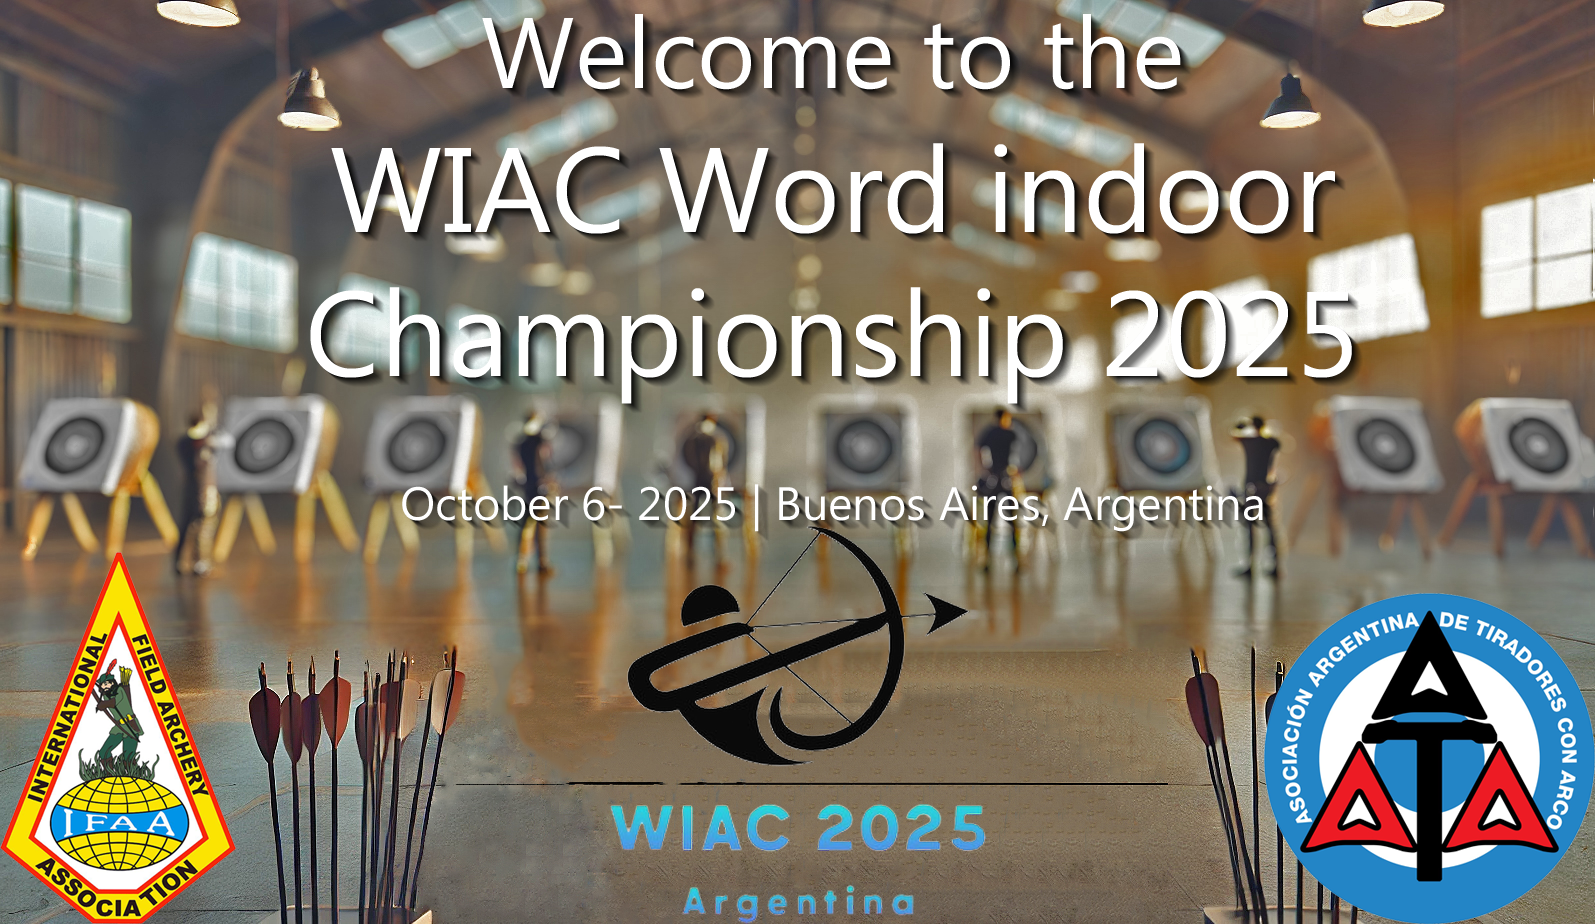 Welcome to the
WIAC Word indoor
Championship 2025
October 6- 2025 | Buenos Aires, Argentina
INTERNATIONAL
FIELD ARCHERY
IFAA
ASSOCIATION
WIAC 2025
Argentina
ASOCIACIÓN ARGENTINA DE TIRADORES CON ARCO
ATA